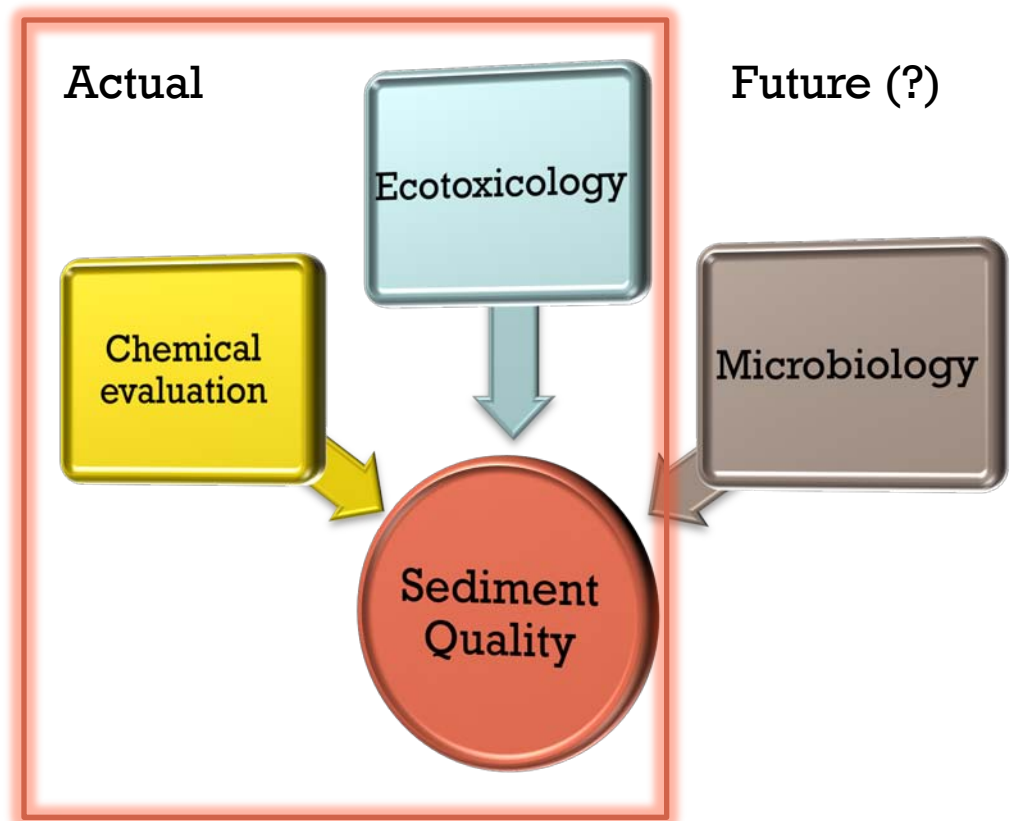 Actual
Future (?)
Ecotoxicology
Chemical
evaluation
Microbiology
Sediment
Quality